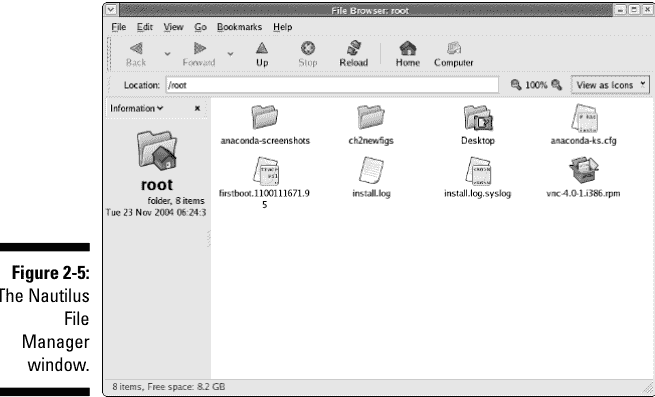 File Browser: root
File Edit View Go Bookmarks Help
Back Forward Up Stop Reload Home Computer
Location: /root 100% View as Icons
Information
anaconda-screenshots ch2newfigs Desktop anaconda-ks.cfg
root
folder, 8 items
Tue 23 Nov 2004 06:24:3
firstboot.1100111671.9
5
install.log install.log.syslog vnc-4.0-1.i386.rpm
Figure 2-5:
The Nautilus
File
Manager
window.
8 items, Free space: 8.2 GB